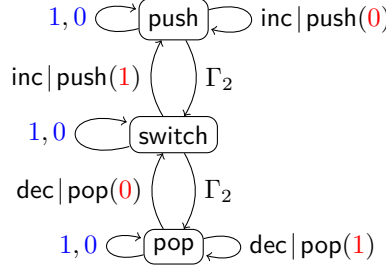 1, 0 push inc | push(0)
inc | push(1) Γ₂
1, 0 switch
dec | pop(0) Γ₂
1, 0 pop dec | pop(1)